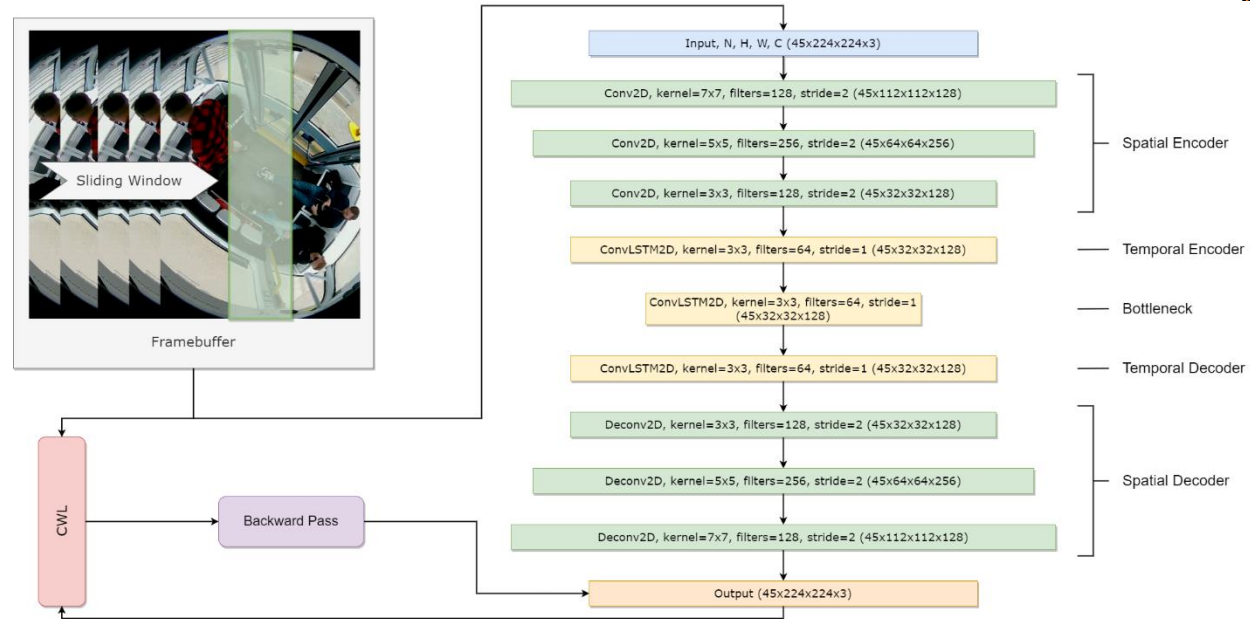 Sliding Window
Framebuffer
CWL
Backward Pass
Input, N, H, W, C (45x224x224x3)
Conv2D, kernel=7x7, filters=128, stride=2 (45x112x112x128)
Conv2D, kernel=5x5, filters=256, stride=2 (45x64x64x256)
Conv2D, kernel=3x3, filters=128, stride=2 (45x32x32x128)
Spatial Encoder
ConvLSTM2D, kernel=3x3, filters=64, stride=1 (45x32x32x128)
Temporal Encoder
ConvLSTM2D, kernel=3x3, filters=64, stride=1
(45x32x32x128)
Bottleneck
ConvLSTM2D, kernel=3x3, filters=64, stride=1 (45x32x32x128)
Temporal Decoder
Deconv2D, kernel=3x3, filters=128, stride=2 (45x32x32x128)
Deconv2D, kernel=5x5, filters=256, stride=2 (45x64x64x256)
Deconv2D, kernel=7x7, filters=128, stride=2 (45x112x112x128)
Spatial Decoder
Output (45x224x224x3)